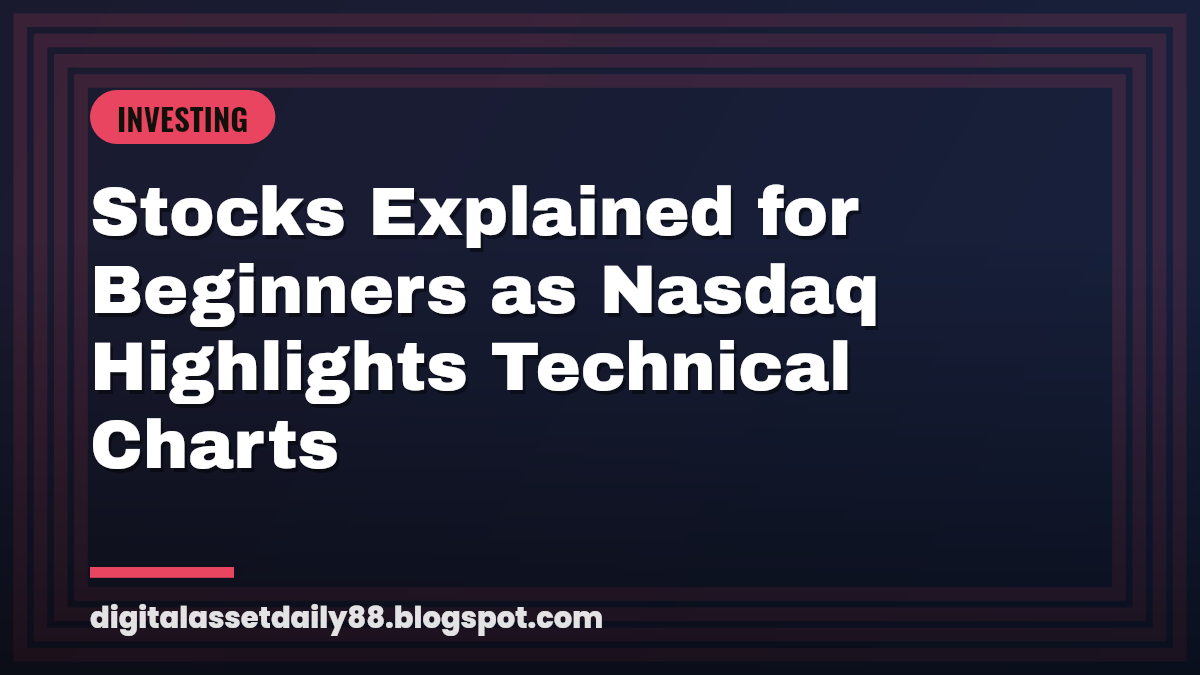 INVESTING
Stocks Explained for
Beginners as Nasdaq
Highlights Technical
Charts
digitalassetdaily88.blogspot.com